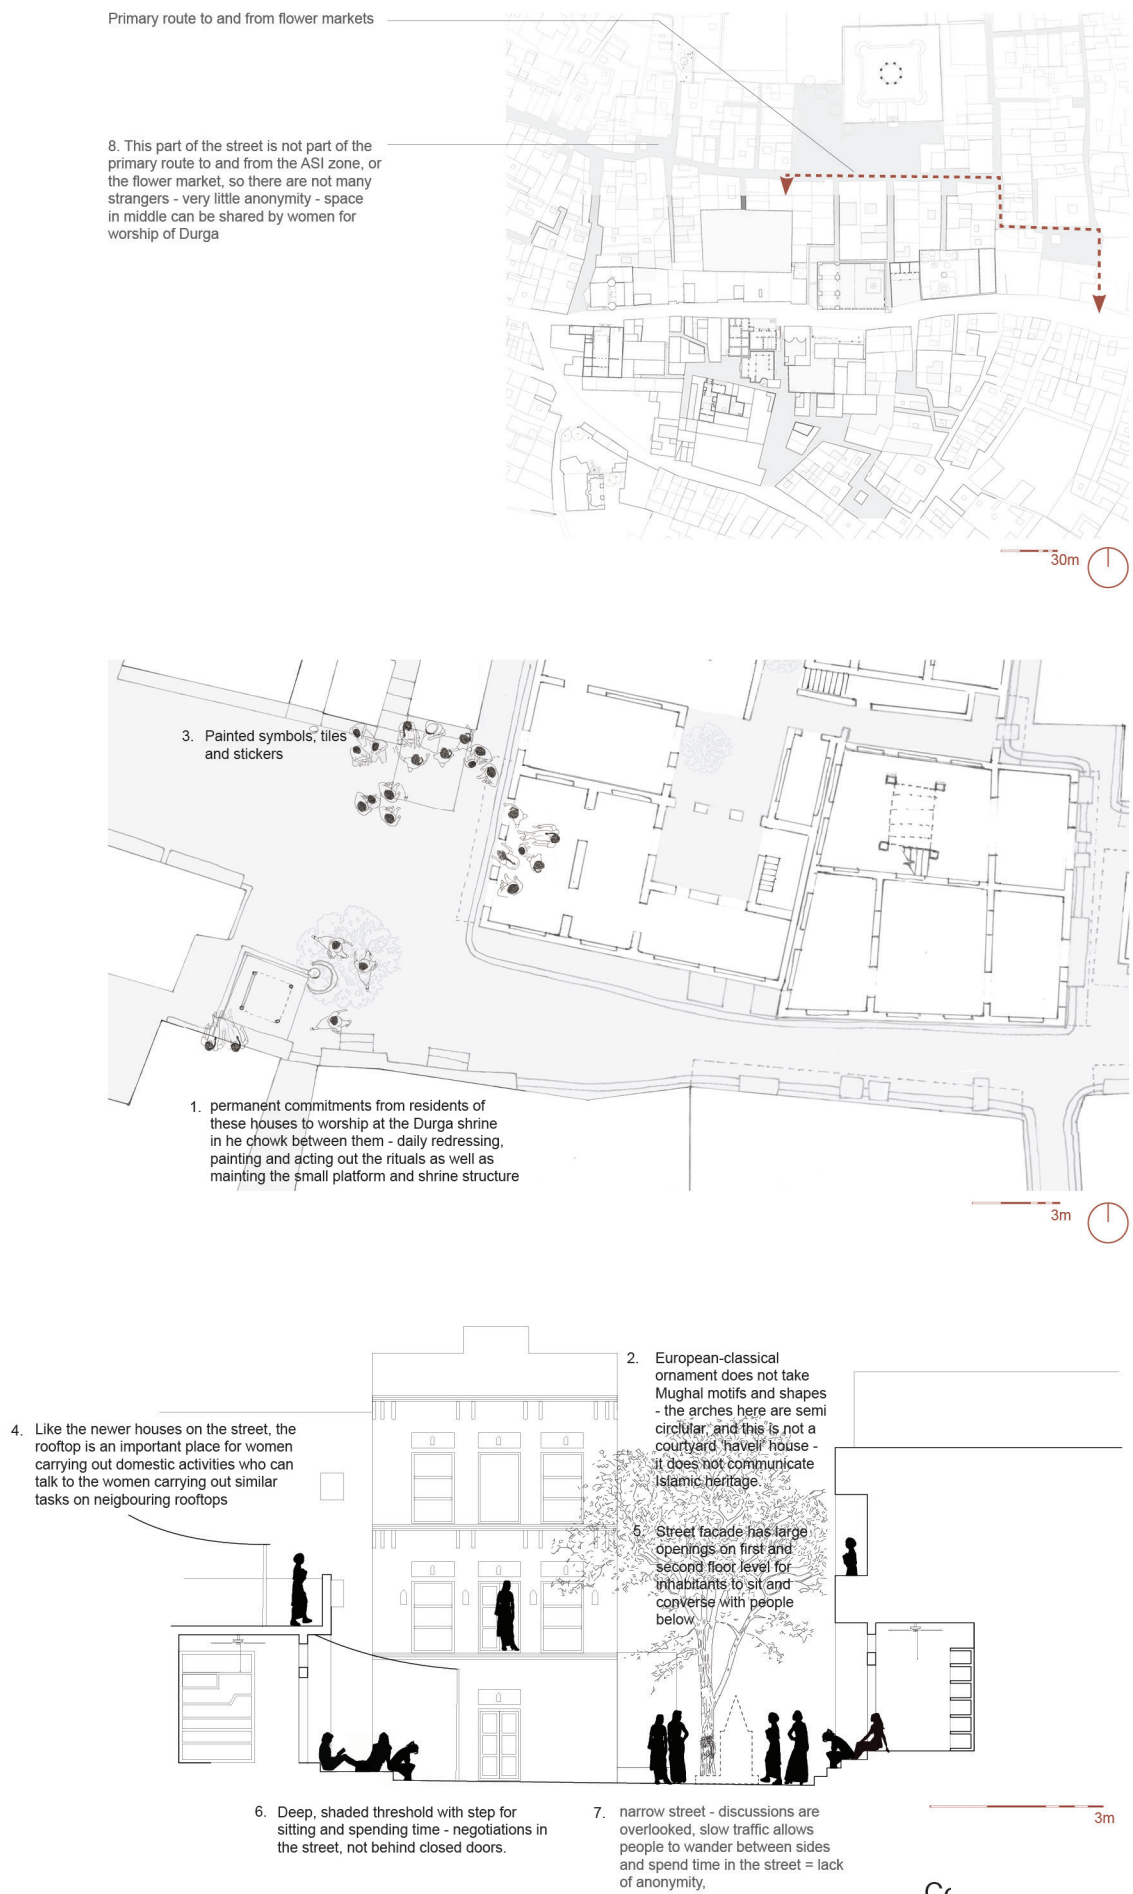 Primary route to and from flower markets
8. This part of the street is not part of the
primary route to and from the ASI zone, or
the flower market, so there are not many
strangers - very little anonymity - space
in middle can be shared by women for
worship of Durga
30m
3. Painted symbols, tiles
and stickers
1. permanent commitments from residents of
these houses to worship at the Durga shrine
in he chowk between them - daily redressing,
painting and acting out the rituals as well as
mainting the small platform and shrine structure
3m
2. European-classical
ornament does not take
Mughal motifs and shapes
- the arches here are semi
circlular, and this is not a
courtyard 'haveli' house -
it does not communicate
Islamic heritage.
4. Like the newer houses on the street, the
rooftop is an important place for women
carrying out domestic activities who can
talk to the women carrying out similar
tasks on neigbouring rooftops
5. Street facade has large
openings on first and
second floor level for
inhabitants to sit and
converse with people
below
6. Deep, shaded threshold with step for
sitting and spending time - negotiations in
the street, not behind closed doors.
7. narrow street - discussions are
overlooked, slow traffic allows
people to wander between sides
and spend time in the street = lack
of anonymity,
3m